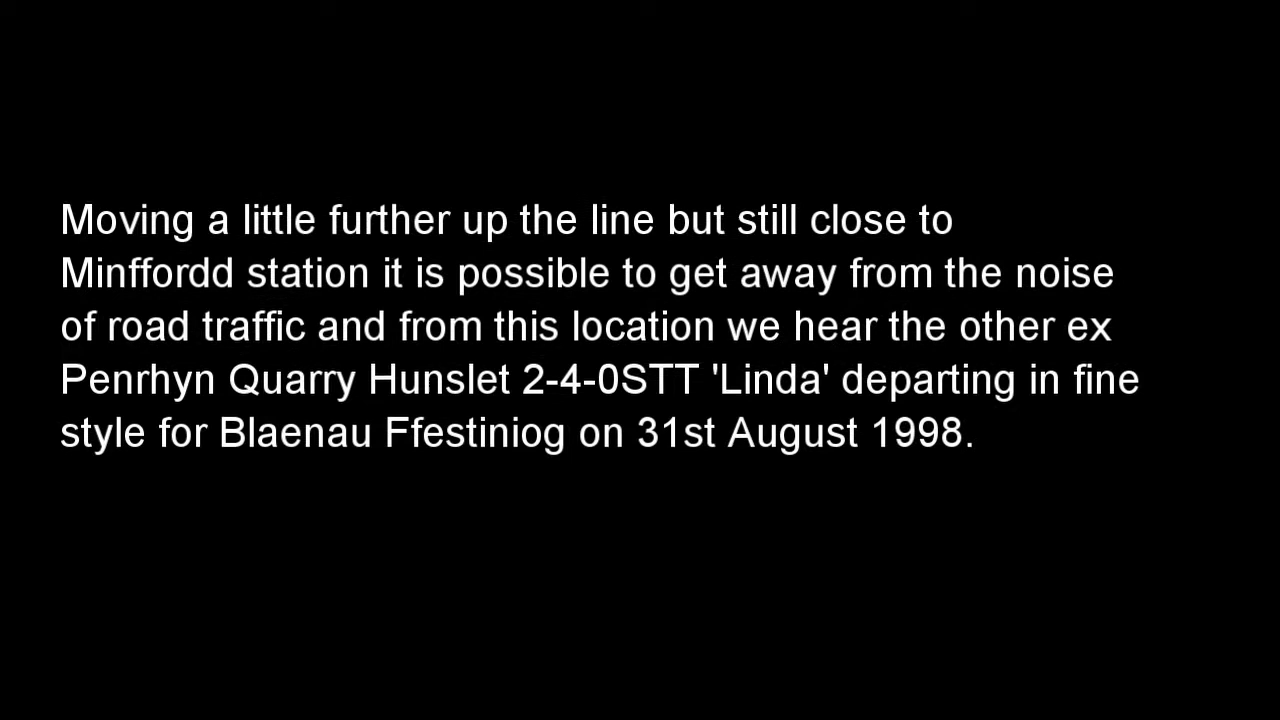 Moving a little further up the line but still close to
Minffordd station it is possible to get away from the noise
of road traffic and from this location we hear the other ex
Penrhyn Quarry Hunslet 2-4-0STT 'Linda' departing in fine
style for Blaenau Ffestiniog on 31st August 1998.